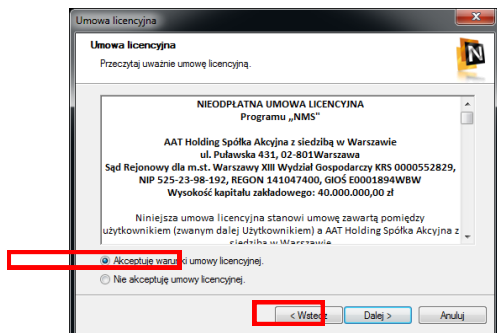 Umowa licencyjna
Umowa licencyjna
Przeczytaj uważnie umowę licencyjną.
N
NIEODPŁATNA UMOWA LICENCYJNA
Programu „NMS"
AAT Holding Spółka Akcyjna z siedzibą w Warszawie
ul. Puławska 431, 02-801Warszawa
Sąd Rejonowy dla m.st. Warszawy XIII Wydział Gospodarczy KRS 0000552829,
NIP 525-23-98-192, REGON 141047400, GIOŚ E0001894WBW
Wysokość kapitału zakładowego: 40.000.000,00 zł
Niniejsza umowa licencyjna stanowi umowę zawartą pomiędzy
użytkownikiem (zwanym dalej Użytkownikiem) a AAT Holding Spółka Akcyjna z
siedzibą w Warszawie
Akceptuję warunki umowy licencyjnej.
Nie akceptuję umowy licencyjnej.
< Wstecz Dalej > Anuluj